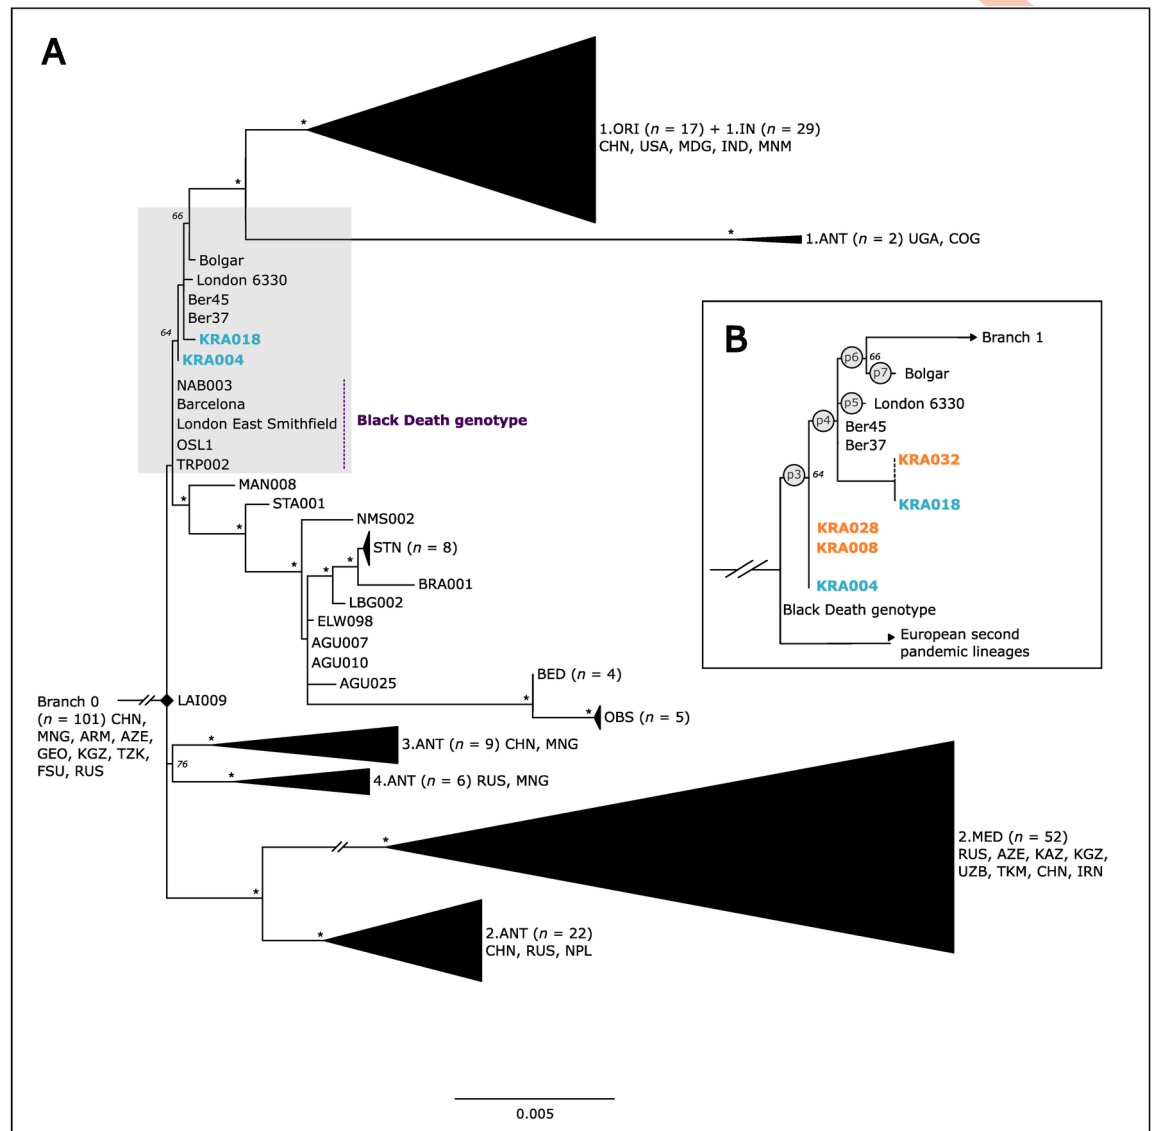 A
*
1.ORI (n = 17) + 1.IN (n = 29)
CHN, USA, MDG, IND, MNM
*
66
*
1.ANT (n = 2) UGA, COG
Bolgar
London 6330
Ber45
Ber37
64
KRA018
KRA004
NAB003
Barcelona
London East Smithfield
OSL1
TRP002
Black Death genotype
MAN008
*
STA001
*
NMS002
STN (n = 8)
*
*
*
BRA001
LBG002
ELW098
AGU007
AGU010
AGU025
BED (n = 4)
*
*
OBS (n = 5)
Branch 0
(n = 101) CHN,
MNG, ARM, AZE,
GEO, KGZ, TZK,
FSU, RUS
LAI009
*
3.ANT (n = 9) CHN, MNG
76
*
4.ANT (n = 6) RUS, MNG
*
2.MED (n = 52)
RUS, AZE, KAZ, KGZ,
UZB, TKM, CHN, IRN
*
*
2.ANT (n = 22)
CHN, RUS, NPL
0.005
B
Branch 1
p6
66
p7
Bolgar
p5
London 6330
p4
Ber45
Ber37
KRA032
p3
64
KRA018
KRA028
KRA008
KRA004
Black Death genotype
European second
pandemic lineages